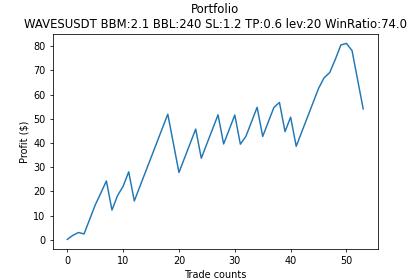 Portfolio
WAVESUSDT BBM:2.1 BBL:240 SL:1.2 TP:0.6 lev:20 WinRatio:74.0
80
70
60
50
40
30
20
10
0
Profit ($)
0 10 20 30 40 50
Trade counts